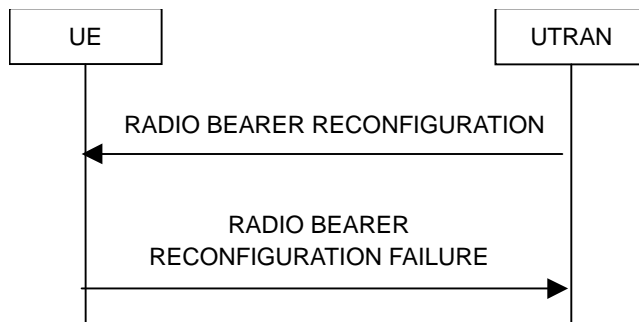 UE
UTRAN
RADIO BEARER RECONFIGURATION
RADIO BEARER
RECONFIGURATION FAILURE